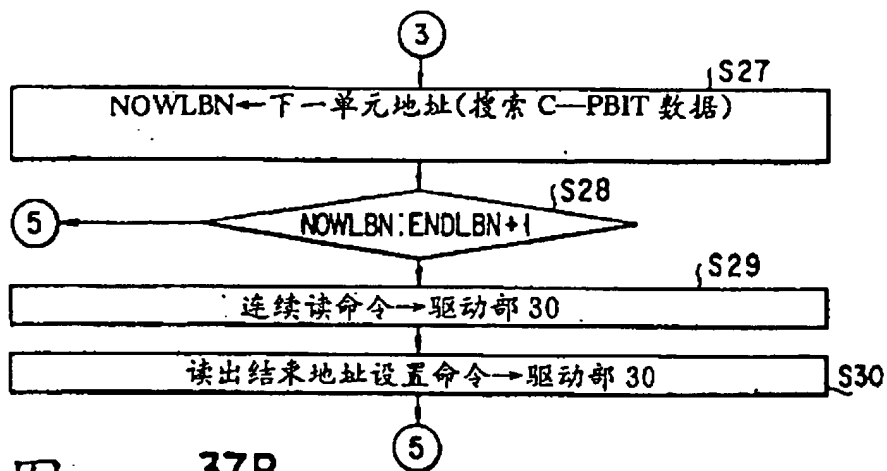 3
S27
NOWLBN←下一单元地址(搜索 C—PBIT 数据)
S28
5
NOWLBN:ENDLBN+1
S29
连续读命令→驱动部 30
读出结束地址设置命令→驱动部 30
S30
5
图 37B